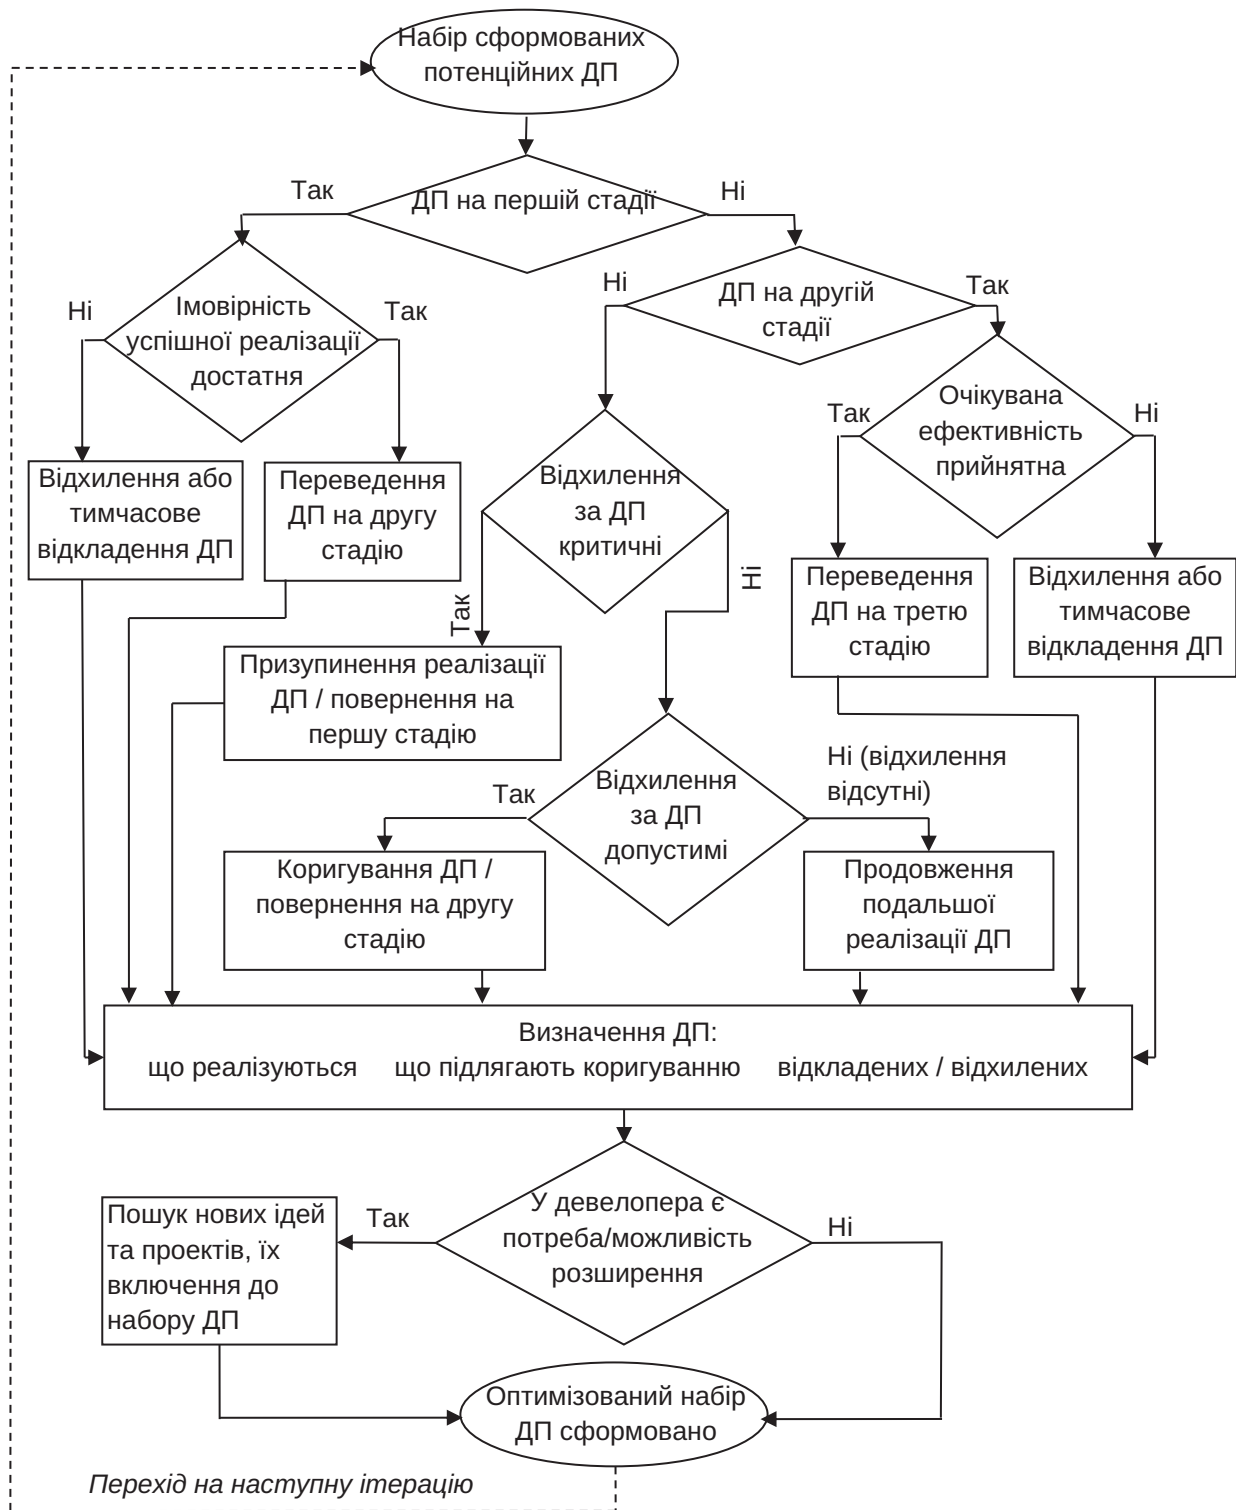 Набір сформованих
потенційних ДП
Так
ДП на першій стадії
Ні
Ні
Імовірність
успішної реалізації
достатня
Так
Ні
ДП на другій
стадії
Так
Відхилення або
тимчасове
відкладення ДП
Переведення
ДП на другу
стадію
Відхилення
за ДП
критичні
Так
Очікувана
ефективність
прийнятна
Ні
Так
Ні
Переведення
ДП на третю
стадію
Відхилення або
тимчасове
відкладення ДП
Призупинення реалізації
ДП / повернення на
першу стадію
Так
Відхилення
за ДП
допустимі
Ні (відхилення
відсутні)
Коригування ДП /
повернення на другу
стадію
Продовження
подальшої
реалізації ДП
Визначення ДП:
що реалізуються що підлягають коригуванню відкладених / відхилених
Пошук нових ідей
та проектів, їх
включення до
набору ДП
Так
У девелопера є
потреба/можливість
розширення
Ні
Оптимізований набір
ДП сформовано
Перехід на наступну ітерацію